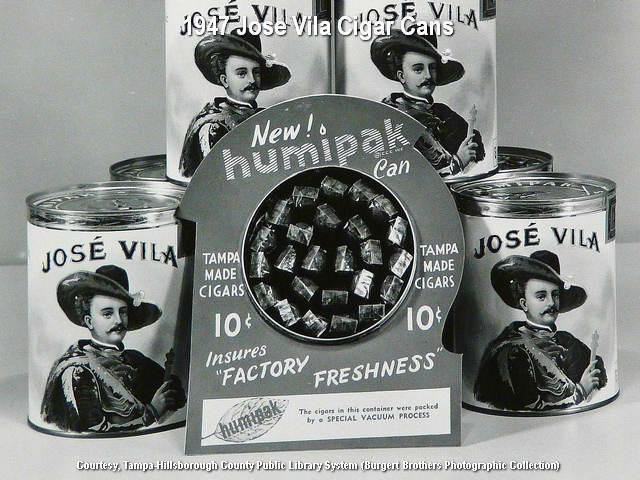 JOSÉ VILA
JOSÉ VILA
1947 Jose Vila Cigar Cans
New!
humipak
Can
JOSÉ VILA
JOSÉ VILA
TAMPA
MADE
CIGARS
10¢
TAMPA
MADE
CIGARS
10¢
Insures
"FACTORY FRESHNESS"
humipak
The cigars in this container were packed
by a SPECIAL VACUUM PROCESS
Courtesy, Tampa-Hillsborough County Public Library System (Burgert Brothers Photographic Collection)